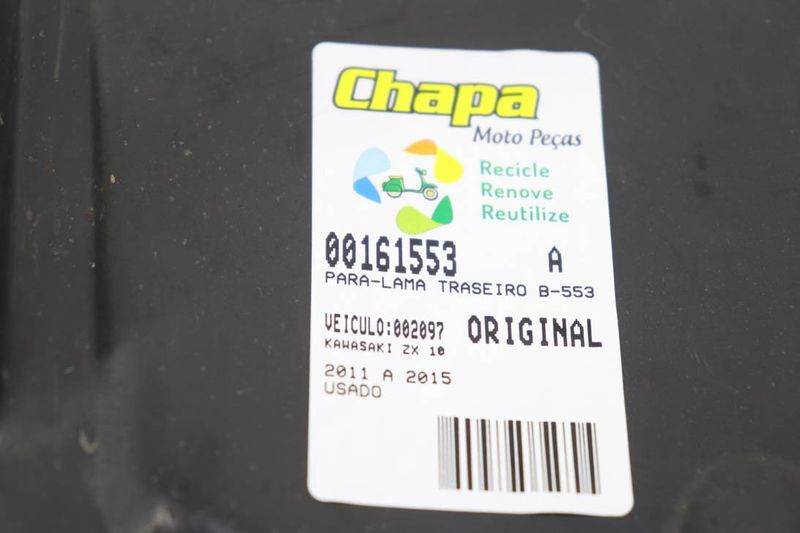 Chapa
Moto Peças
Recicle
Renove
Reutilize
00161553 A
PARA-LAMA TRASEIRO B-553
VEICULO:002097 ORIGINAL
KAWASAKI ZX 10
2011 A 2015
USADO